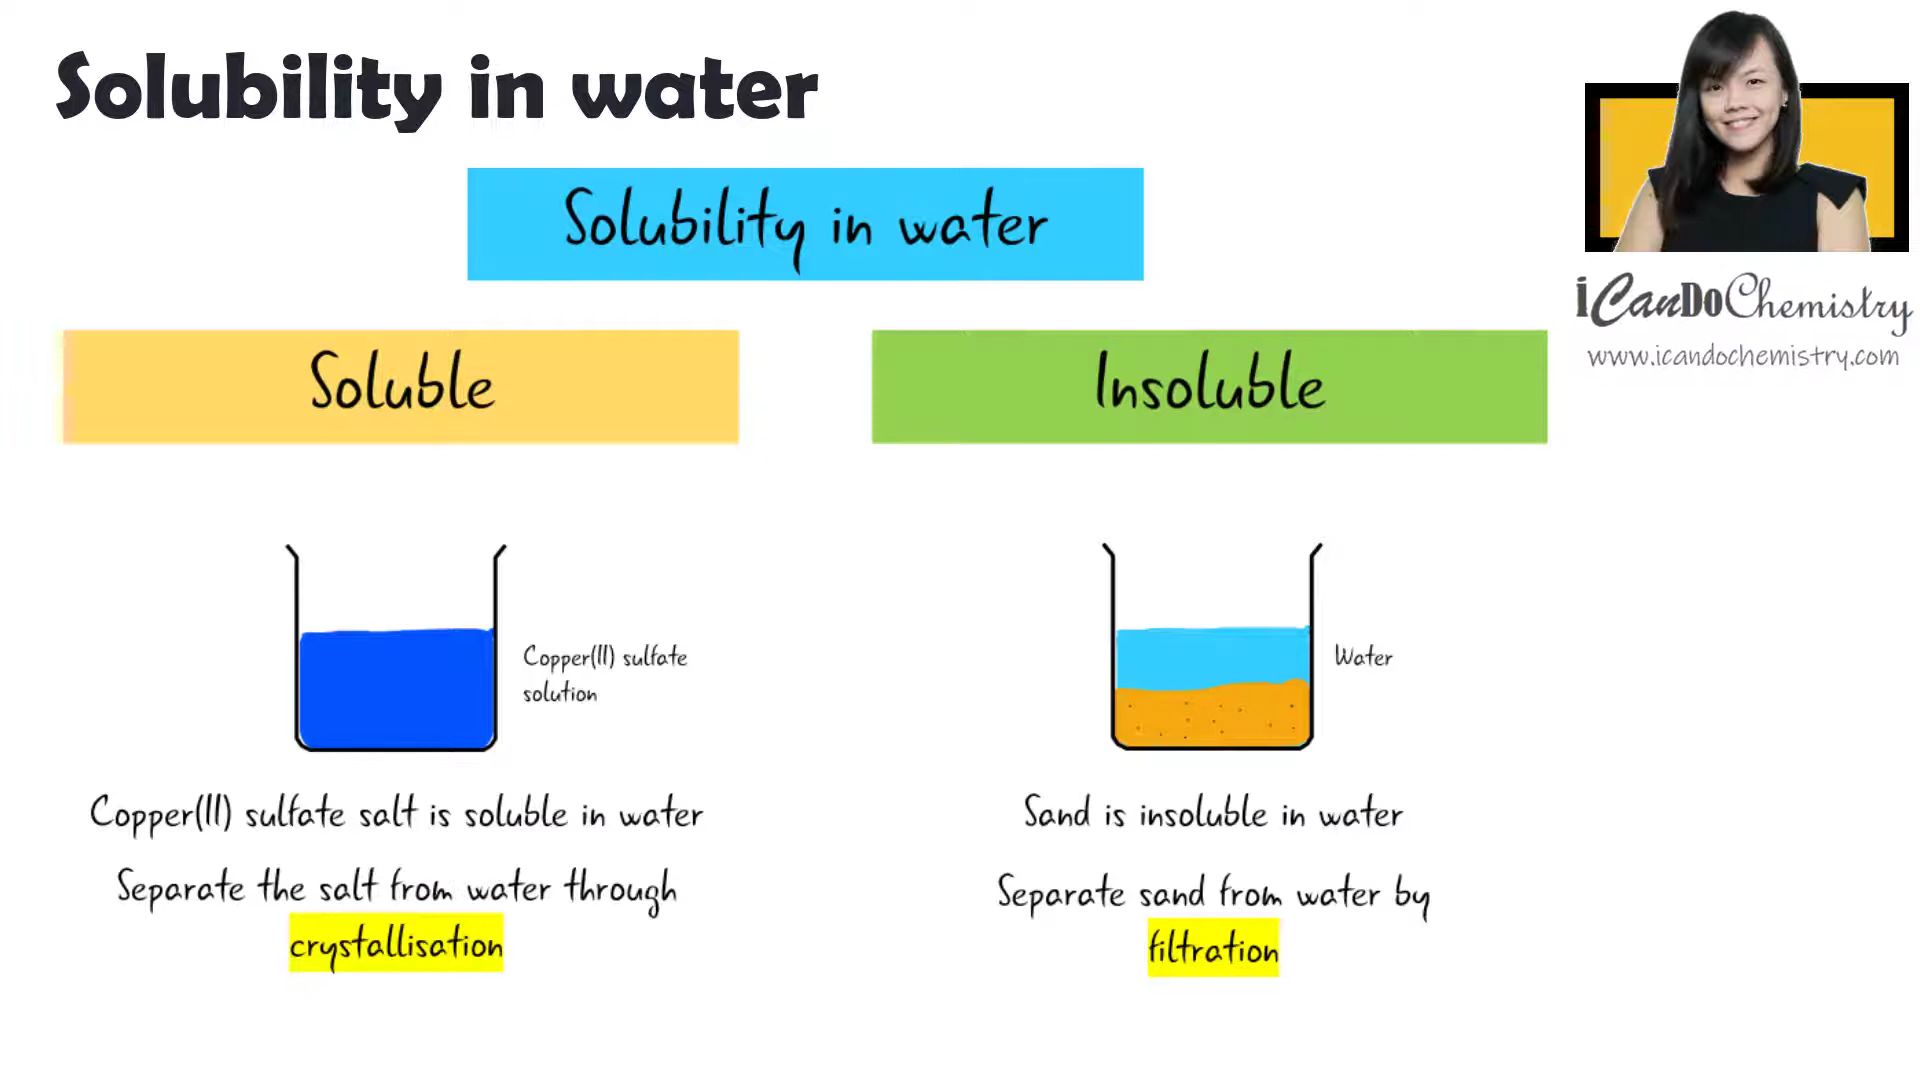 Solubility in water
Solubility in water
iCanDoChemistry
www.icandochemistry.com
Soluble
Insoluble
Copper(II) sulfate
solution
Water
Copper(II) sulfate salt is soluble in water
Separate the salt from water through
crystallisation
Sand is insoluble in water
Separate sand from water by
filtration